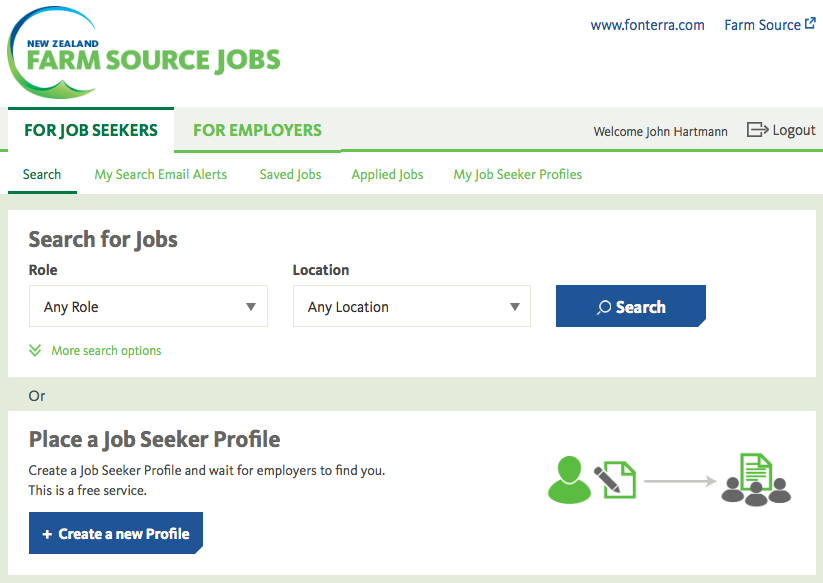 NEW ZEALAND
FARM SOURCE JOBS
www.fonterra.com Farm Source
FOR JOB SEEKERS FOR EMPLOYERS Welcome John Hartmann Logout
Search My Search Email Alerts Saved Jobs Applied Jobs My Job Seeker Profiles
Search for Jobs
Role Location
Any Role Any Location Search
More search options
Or
Place a Job Seeker Profile
Create a Job Seeker Profile and wait for employers to find you.
This is a free service.
+ Create a new Profile